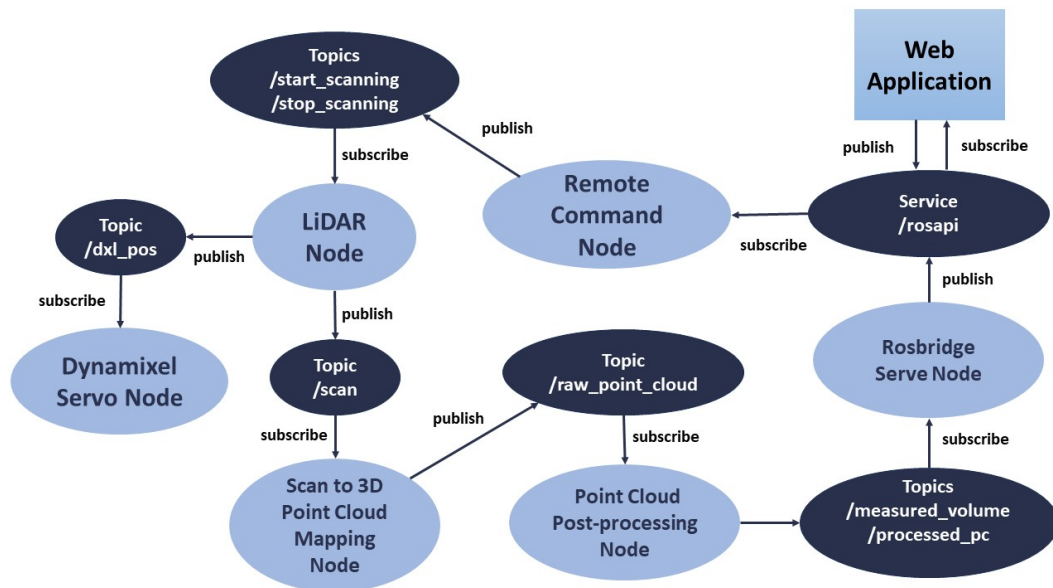 Topics
/start_scanning
/stop_scanning
Web
Application
publish
subscribe
publish
subscribe
Remote
Command
Node
Service
/rosapi
LiDAR
Node
Topic
/dxl_pos
publish
subscribe
subscribe
publish
publish
Dynamixel
Servo Node
Topic
/scan
Topic
/raw_point_cloud
Rosbridge
Serve Node
publish
subscribe
subscribe
subscribe
Scan to 3D
Point Cloud
Mapping
Node
Point Cloud
Post-processing
Node
Topics
/measured_volume
/processed_pc